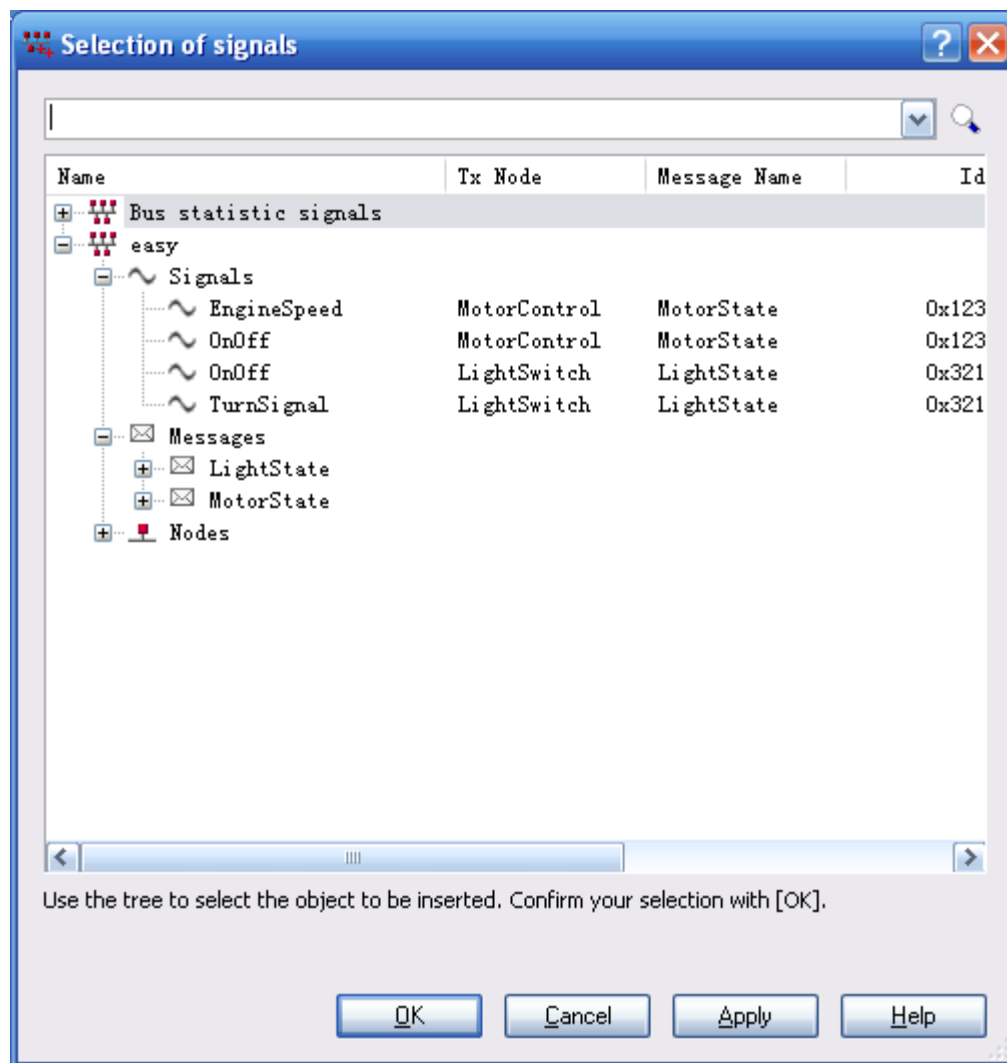 Selection of signals
Name Tx Node Message Name Id
Bus statistic signals
easy
Signals
EngineSpeed MotorControl MotorState 0x123
OnOff MotorControl MotorState 0x123
OnOff LightSwitch LightState 0x321
TurnSignal LightSwitch LightState 0x321
Messages
LightState
MotorState
Nodes
Use the tree to select the object to be inserted. Confirm your selection with [OK].
OK Cancel Apply Help